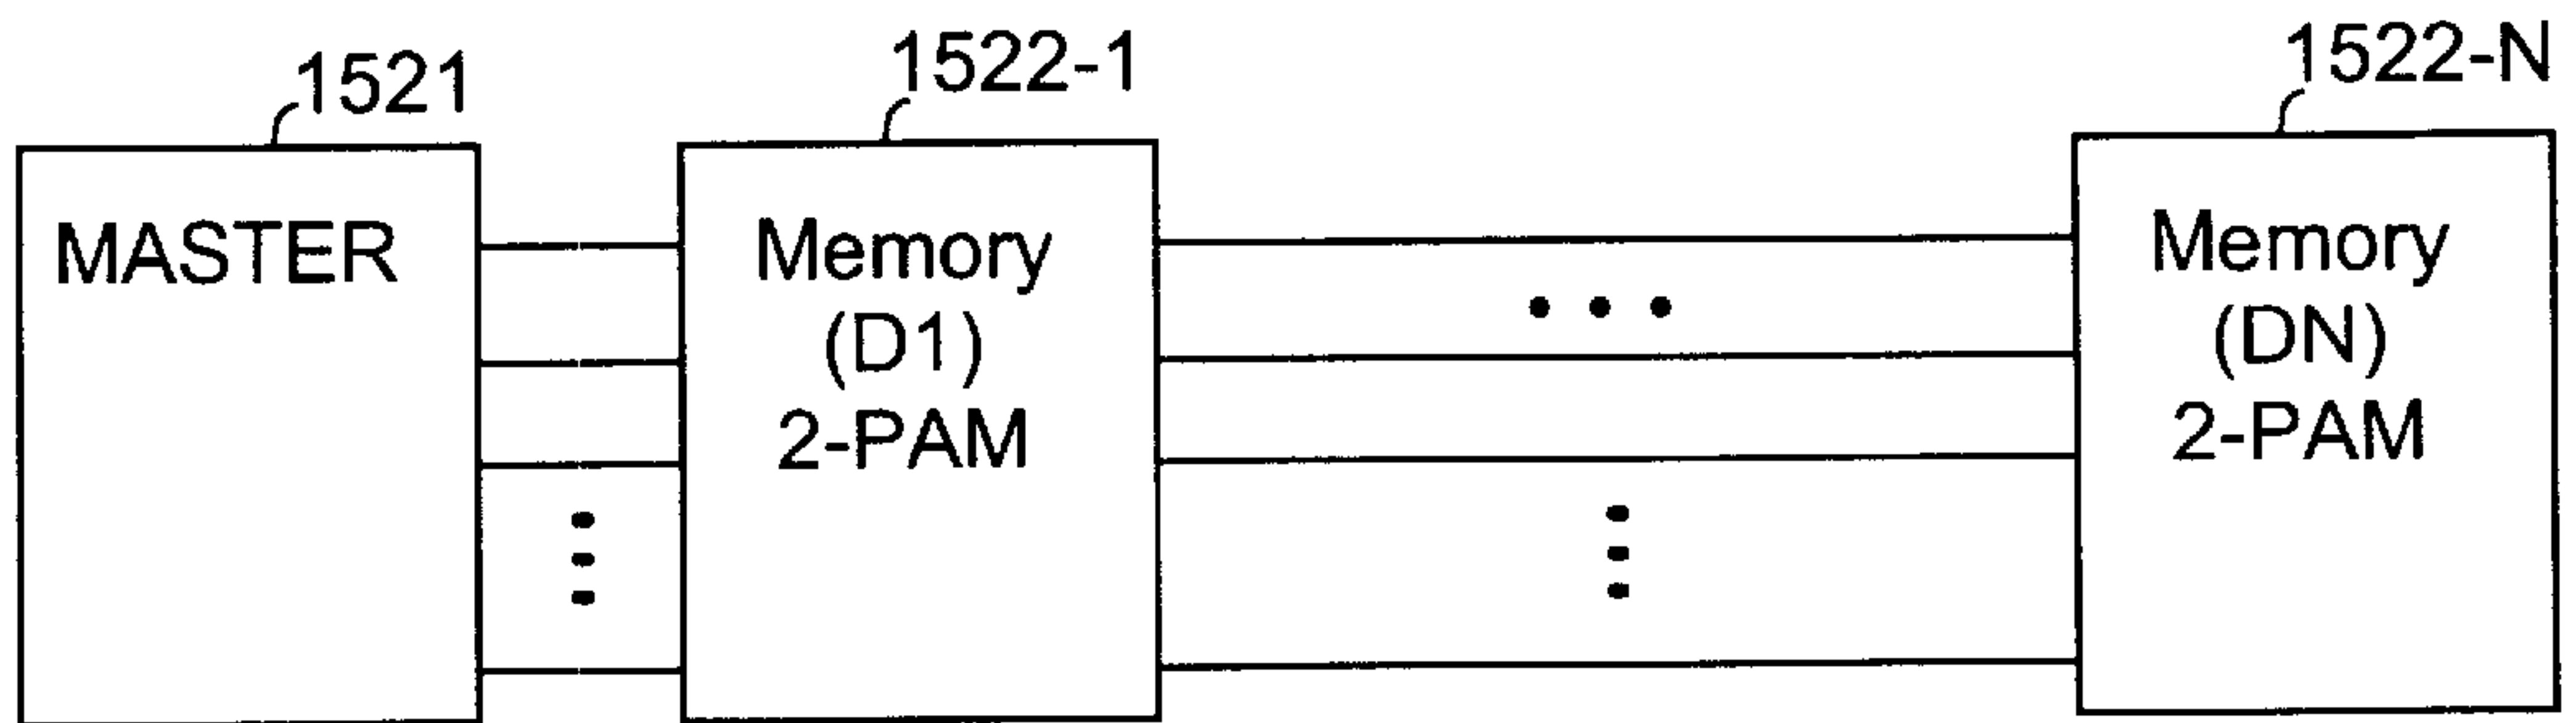 1521
1522-1
1522-N
MASTER
Memory
(D1)
2-PAM
Memory
(DN)
2-PAM